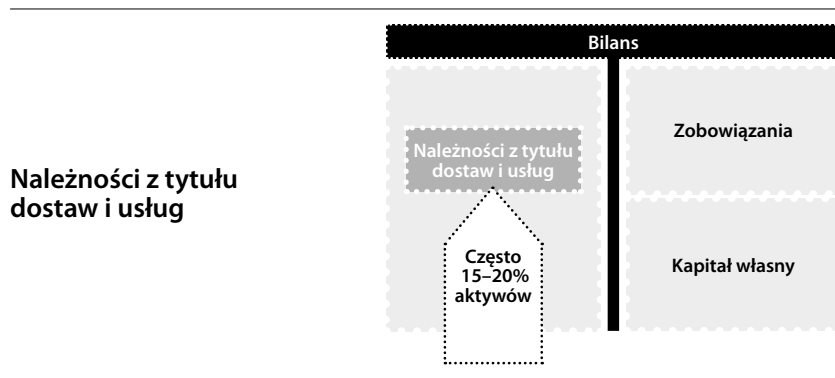 Bilans
Należności z tytułu
dostaw i usług
Należności z tytułu
dostaw i usług
Często
15–20%
aktywów
Zobowiązania
Kapitał własny